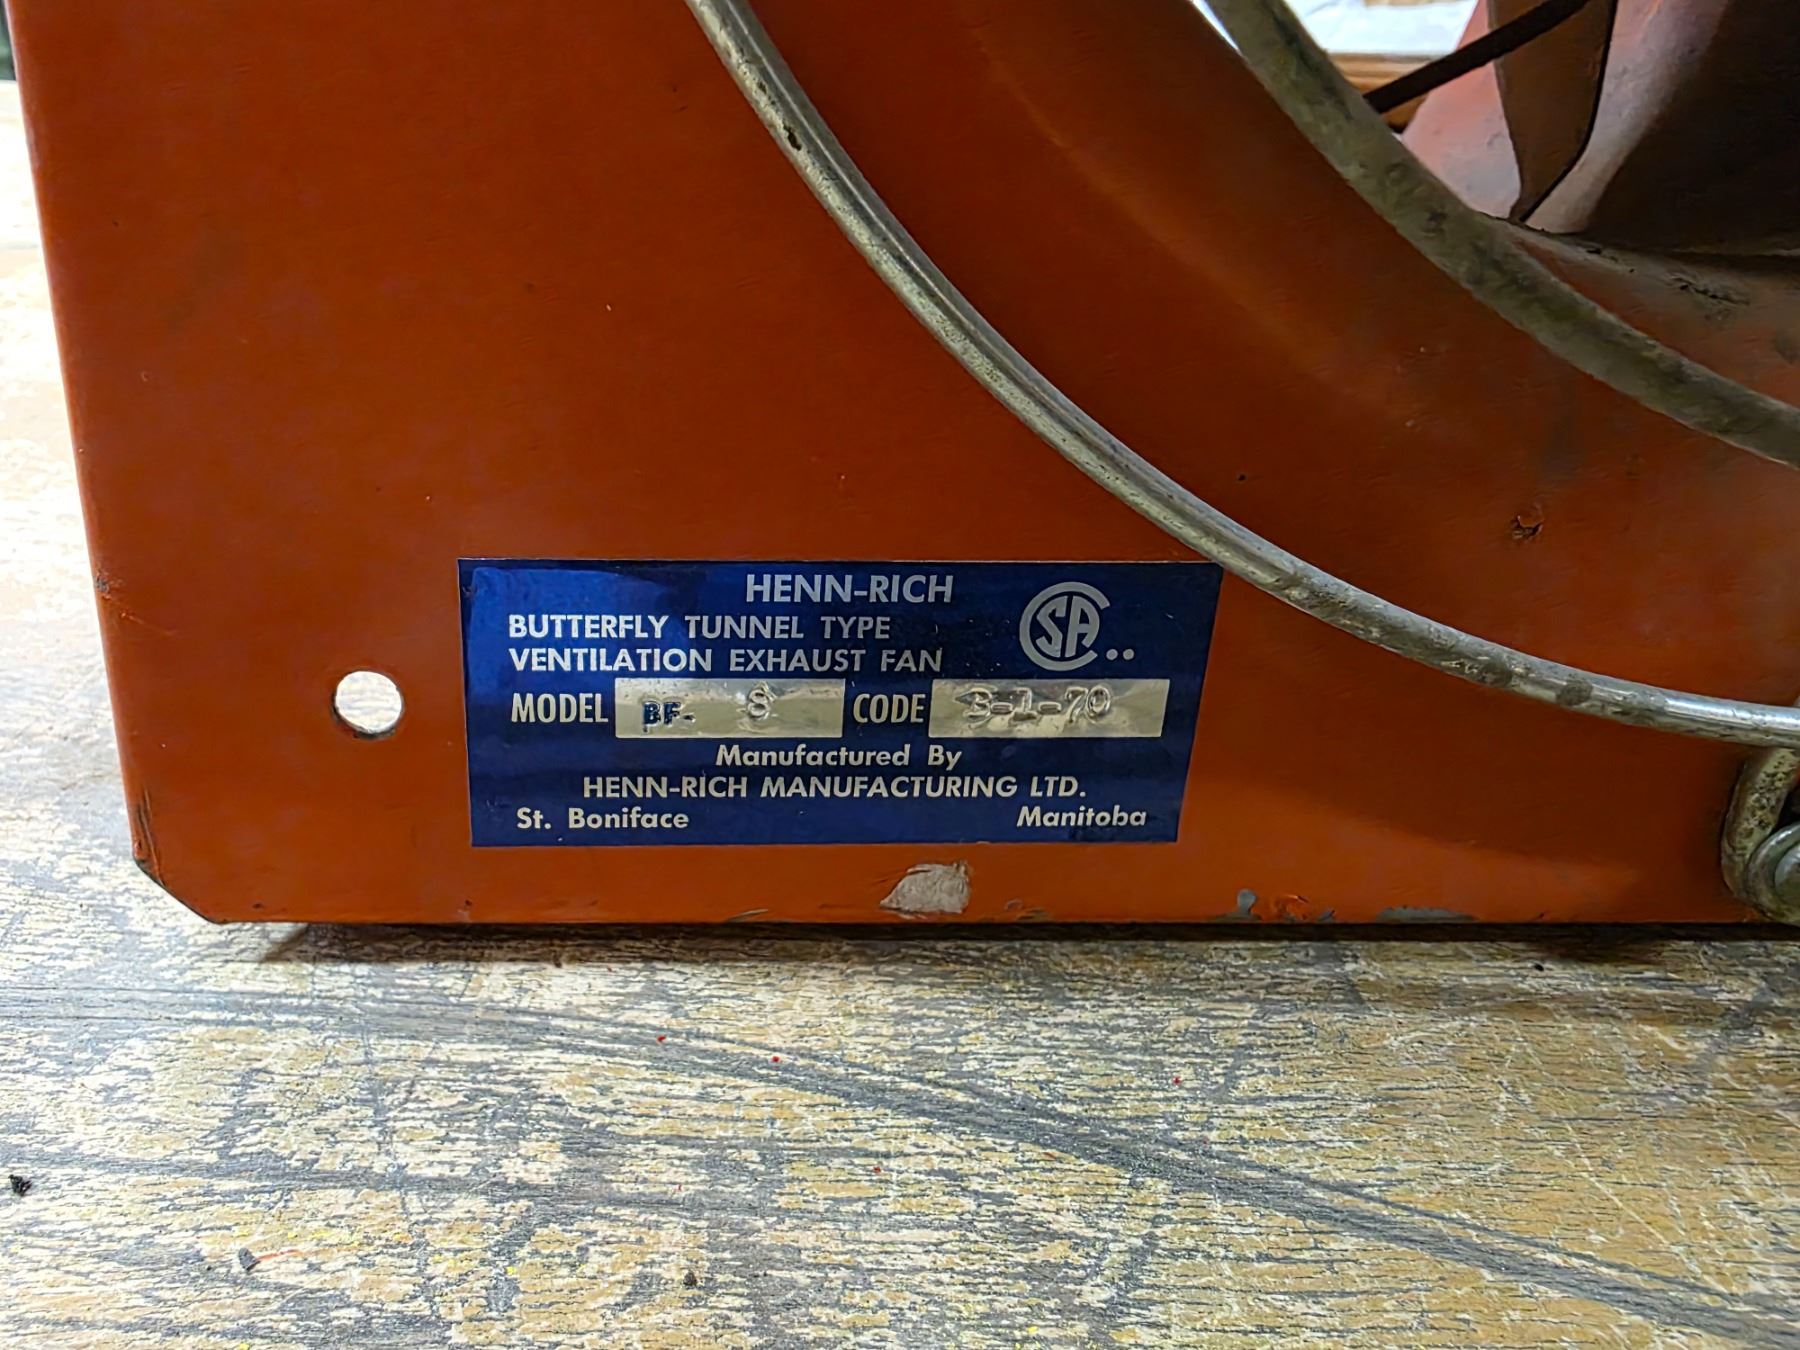 HENN-RICH
BUTTERFLY TUNNEL TYPE
VENTILATION EXHAUST FAN
CSA
MODEL BF- 8 CODE 3-1-70
Manufactured By
HENN-RICH MANUFACTURING LTD.
St. Boniface Manitoba